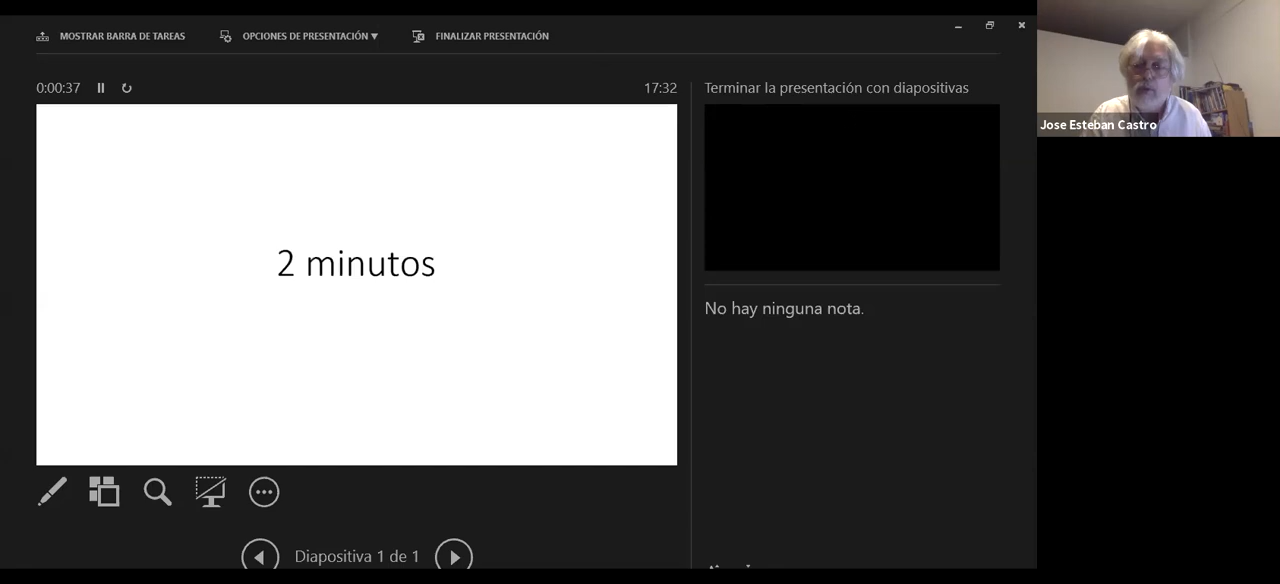 MOSTRAR BARRA DE TAREAS OPCIONES DE PRESENTACIÓN ▼ FINALIZAR PRESENTACIÓN
0:00:37 17:32
2 minutos
Diapositiva 1 de 1
Terminar la presentación con diapositivas
No hay ninguna nota.
Jose Esteban Castro